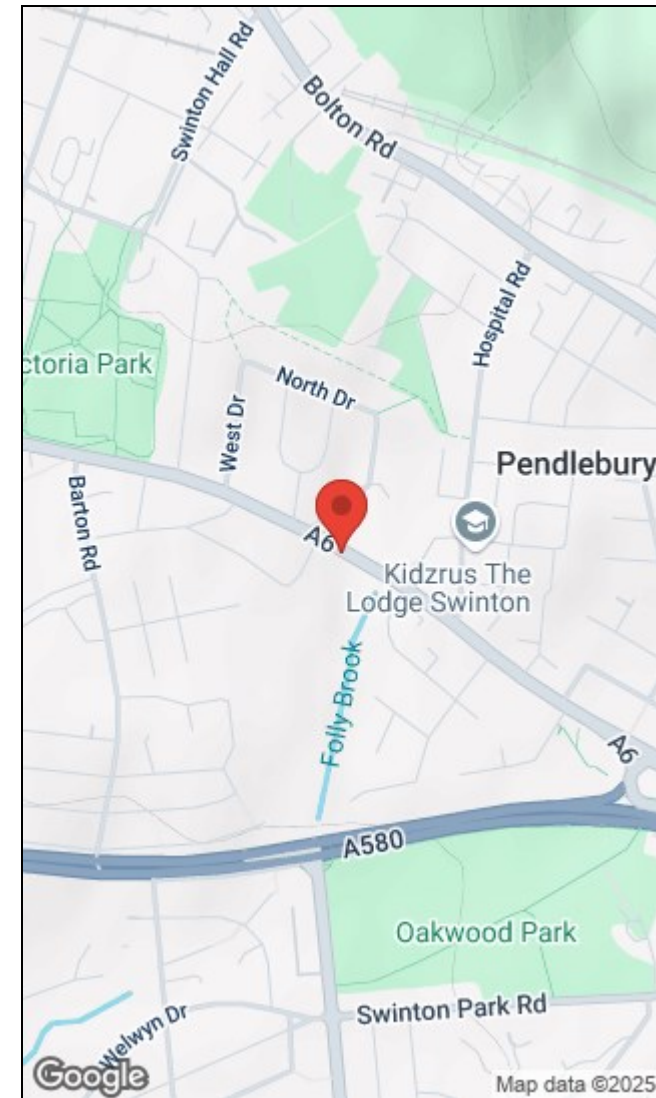 Swinton Hall Rd
Bolton Rd
Hospital Rd
ctoria Park
North Dr
West Dr
Pendlebury
Barton Rd
A6
Kidzrus The
Lodge Swinton
Folly Brook
A6
A580
Oakwood Park
Swinton Park Rd
Welwyn Dr
Google
Map data ©2025